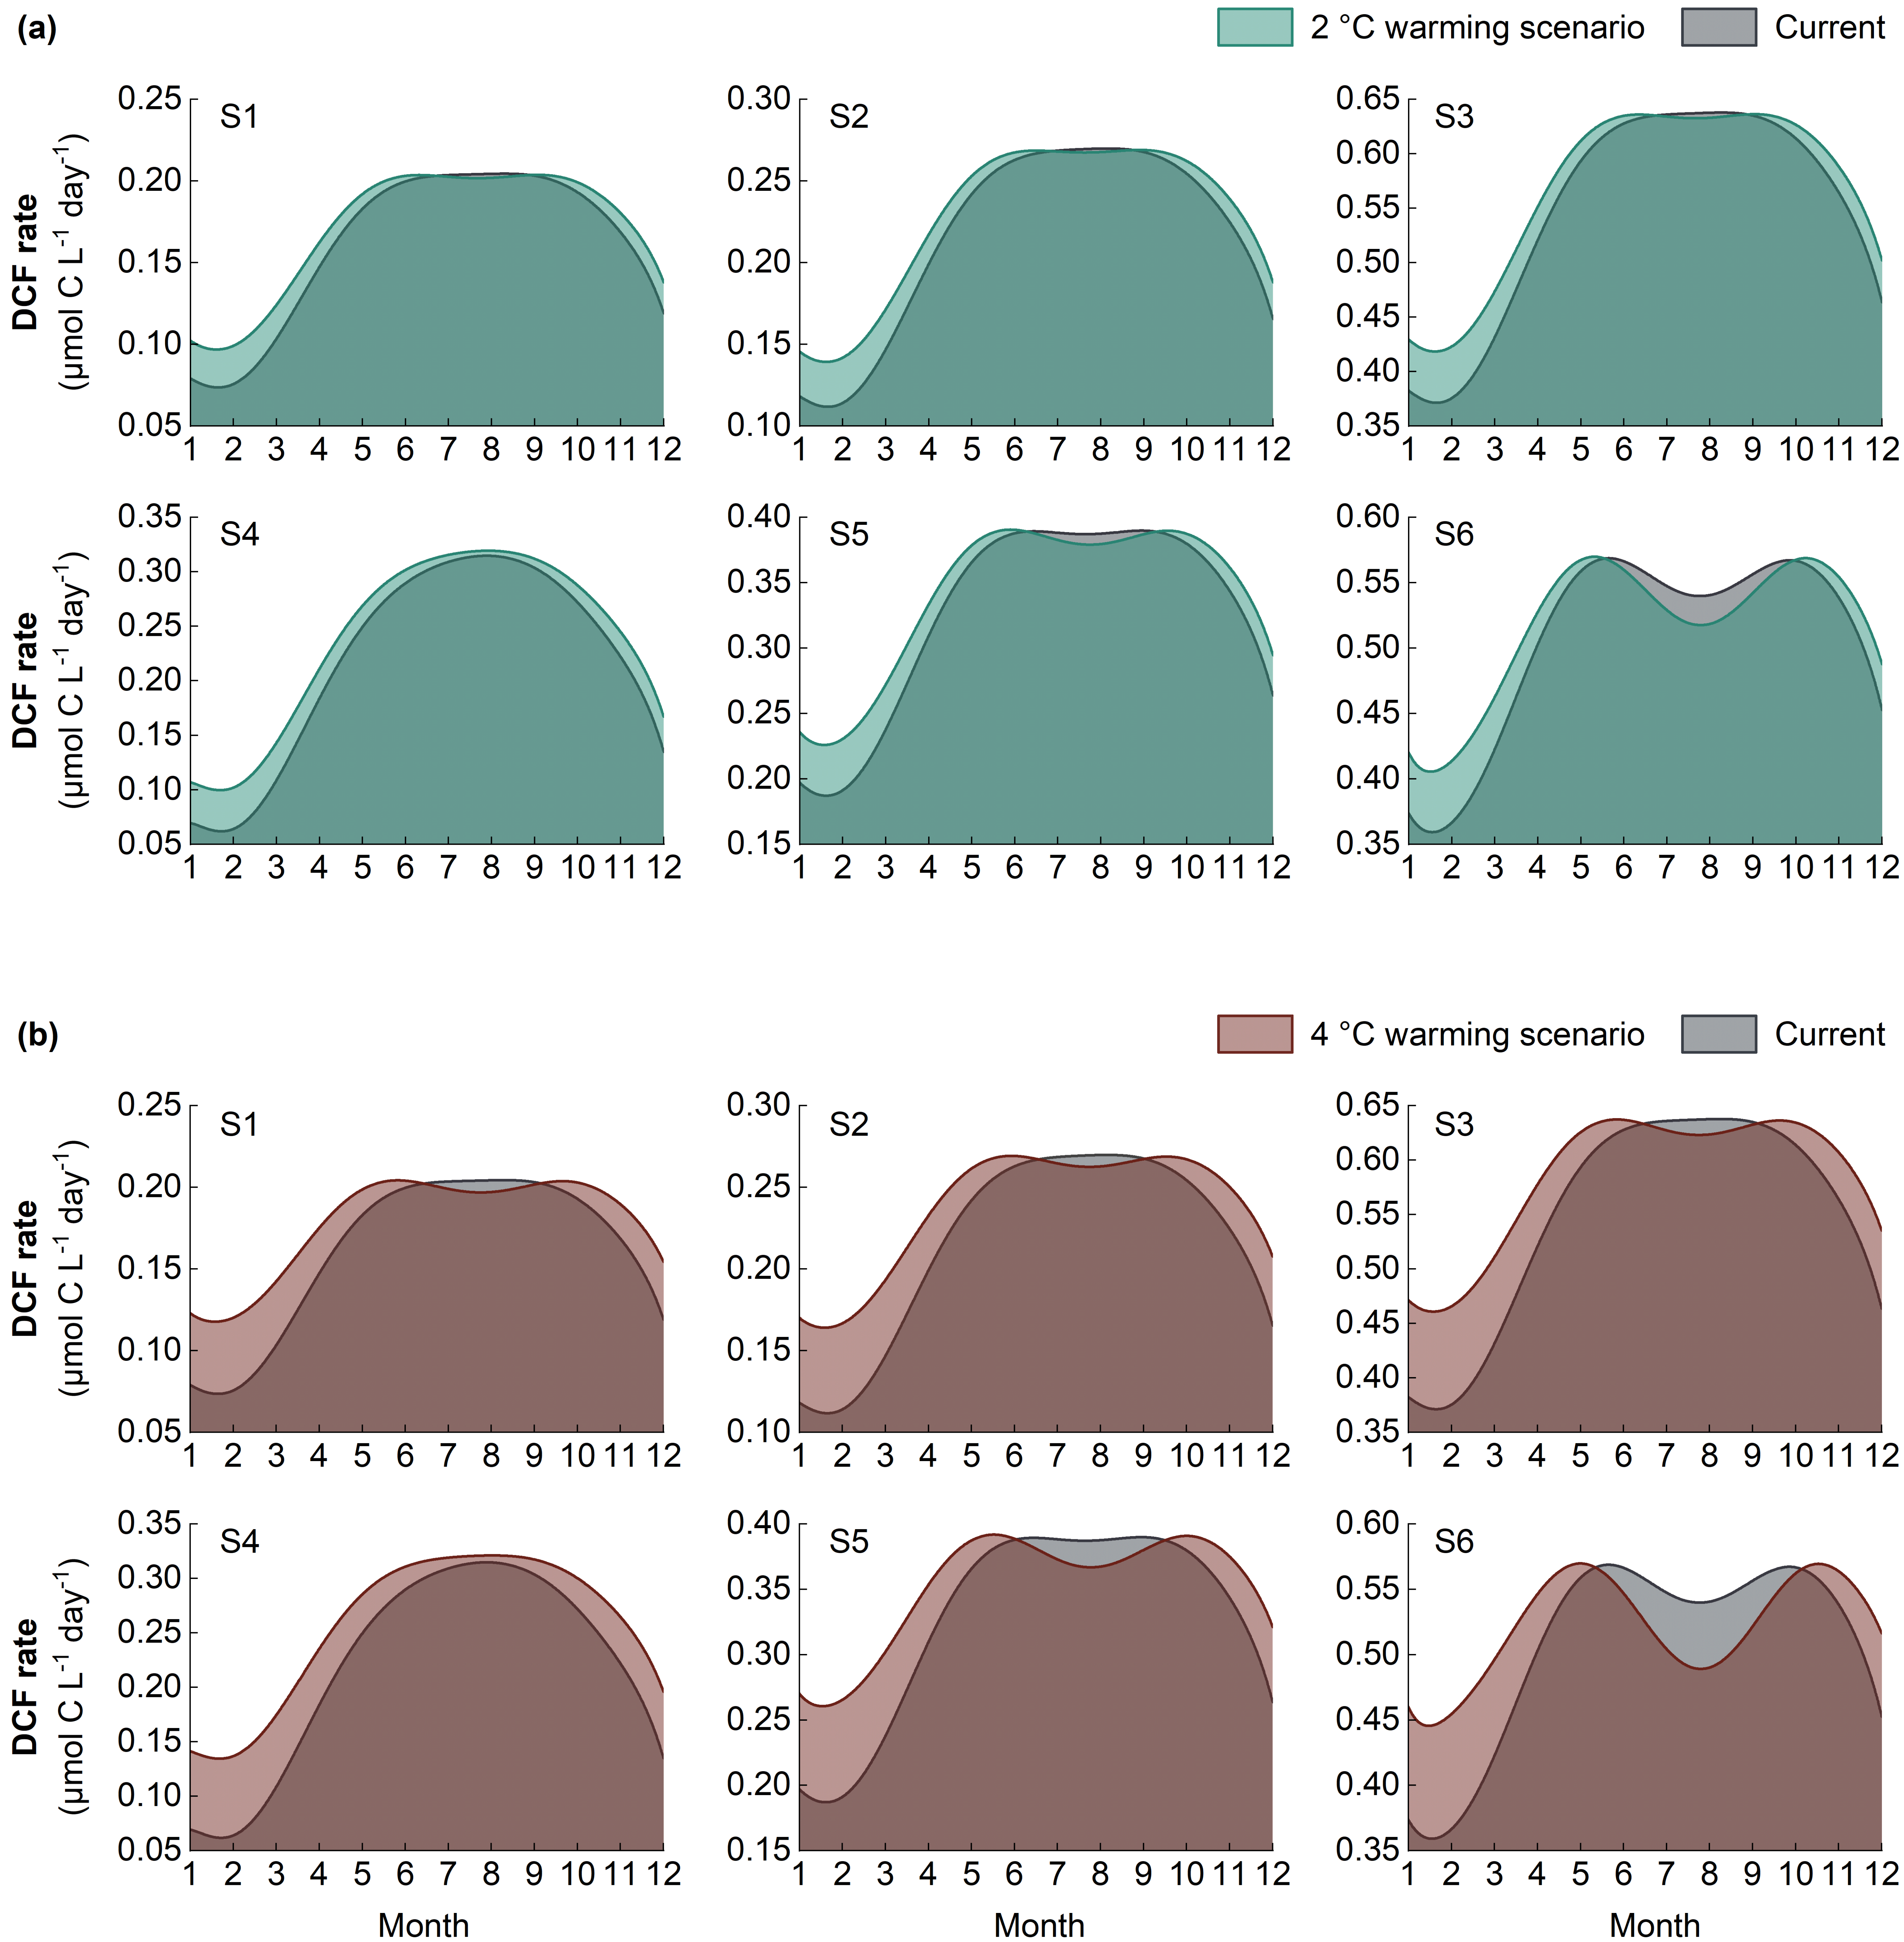 (a)
2 °C warming scenario Current
DCF rate
(µmol C L⁻¹ day⁻¹)
S1
0.25
0.20
0.15
0.10
0.05
1 2 3 4 5 6 7 8 9 10 11 12
S2
0.30
0.25
0.20
0.15
0.10
1 2 3 4 5 6 7 8 9 10 11 12
S3
0.65
0.60
0.55
0.50
0.45
0.40
0.35
1 2 3 4 5 6 7 8 9 10 11 12
DCF rate
(µmol C L⁻¹ day⁻¹)
S4
0.35
0.30
0.25
0.20
0.15
0.10
0.05
1 2 3 4 5 6 7 8 9 10 11 12
S5
0.40
0.35
0.30
0.25
0.20
0.15
1 2 3 4 5 6 7 8 9 10 11 12
S6
0.60
0.55
0.50
0.45
0.40
0.35
1 2 3 4 5 6 7 8 9 10 11 12
(b)
4 °C warming scenario Current
DCF rate
(µmol C L⁻¹ day⁻¹)
S1
0.25
0.20
0.15
0.10
0.05
1 2 3 4 5 6 7 8 9 10 11 12
S2
0.30
0.25
0.20
0.15
0.10
1 2 3 4 5 6 7 8 9 10 11 12
S3
0.65
0.60
0.55
0.50
0.45
0.40
0.35
1 2 3 4 5 6 7 8 9 10 11 12
DCF rate
(µmol C L⁻¹ day⁻¹)
S4
0.35
0.30
0.25
0.20
0.15
0.10
0.05
1 2 3 4 5 6 7 8 9 10 11 12
Month
S5
0.40
0.35
0.30
0.25
0.20
0.15
1 2 3 4 5 6 7 8 9 10 11 12
Month
S6
0.60
0.55
0.50
0.45
0.40
0.35
1 2 3 4 5 6 7 8 9 10 11 12
Month